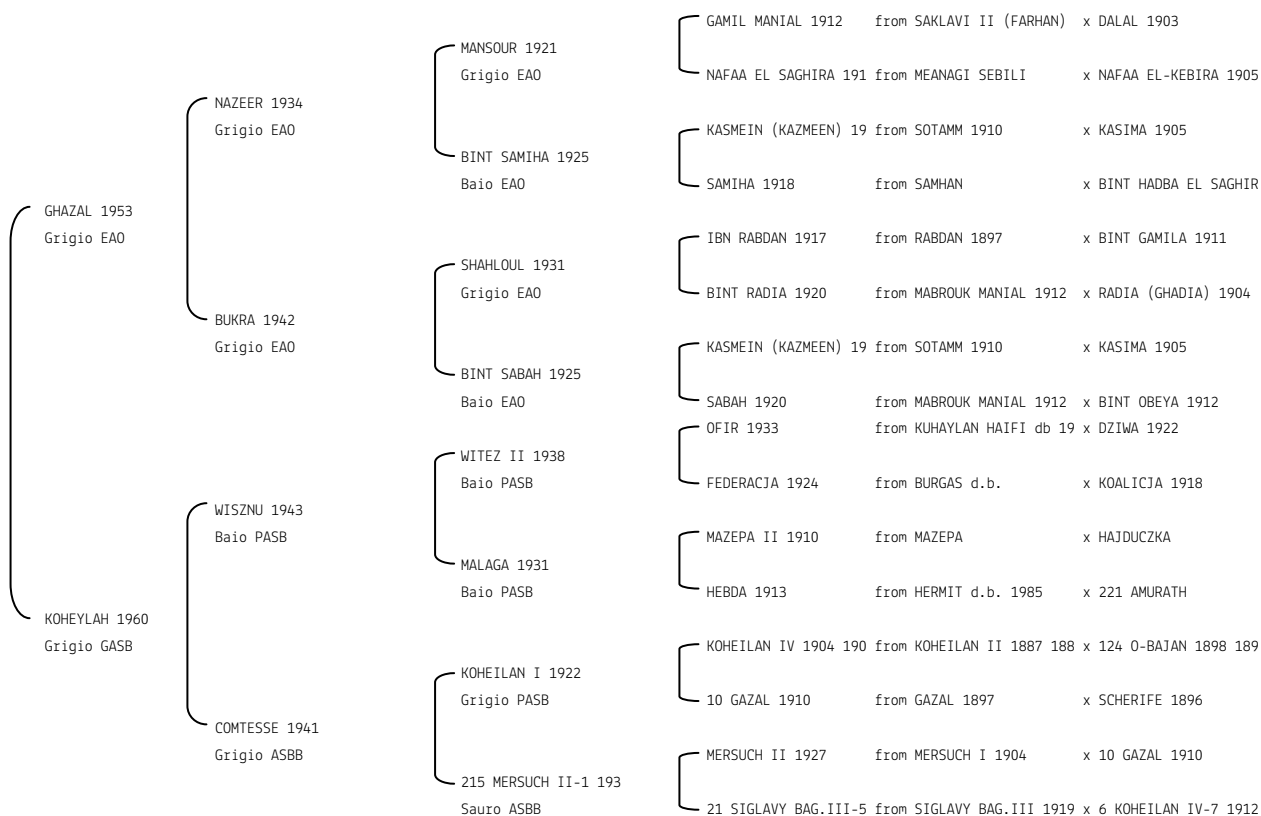 GAMIL MANIAL 1912 from SAKLAVI II (FARHAN) x DALAL 1903
MANSOUR 1921
Grigio EAO
NAFAA EL SAGHIRA 191 from MEANAGI SEBILI x NAFAA EL-KEBIRA 1905
NAZEER 1934
Grigio EAO
KASMEIN (KAZMEEN) 19 from SOTAMM 1910 x KASIMA 1905
BINT SAMIHA 1925
Baio EAO
SAMIHA 1918 from SAMHAN x BINT HADBA EL SAGHIR
GHAZAL 1953
Grigio EAO
IBN RABDAN 1917 from RABDAN 1897 x BINT GAMILA 1911
SHAHLOUL 1931
Grigio EAO
BINT RADIA 1920 from MABROUK MANIAL 1912 x RADIA (GHADIA) 1904
BUKRA 1942
Grigio EAO
KASMEIN (KAZMEEN) 19 from SOTAMM 1910 x KASIMA 1905
BINT SABAH 1925
Baio EAO
SABAH 1920 from MABROUK MANIAL 1912 x BINT OBEYA 1912
OFIR 1933 from KUHAYLAN HAIFI db 19 x DZIWA 1922
WITEZ II 1938
Baio PASB
FEDERACJA 1924 from BURGAS d.b. x KOALICJA 1918
WISZNU 1943
Baio PASB
MAZEPA II 1910 from MAZEPA x HAJDUCZKA
MALAGA 1931
Baio PASB
HEBDA 1913 from HERMIT d.b. 1985 x 221 AMURATH
KOHEYLAH 1960
Grigio GASB
KOHEILAN IV 1904 190 from KOHEILAN II 1887 188 x 124 O-BAJAN 1898 189
KOHEILAN I 1922
Grigio PASB
10 GAZAL 1910 from GAZAL 1897 x SCHERIFE 1896
COMTESSE 1941
Grigio ASBB
MERSUCH II 1927 from MERSUCH I 1904 x 10 GAZAL 1910
215 MERSUCH II-1 193
Sauro ASBB
21 SIGLAVY BAG.III-5 from SIGLAVY BAG.III 1919 x 6 KOHEILAN IV-7 1912